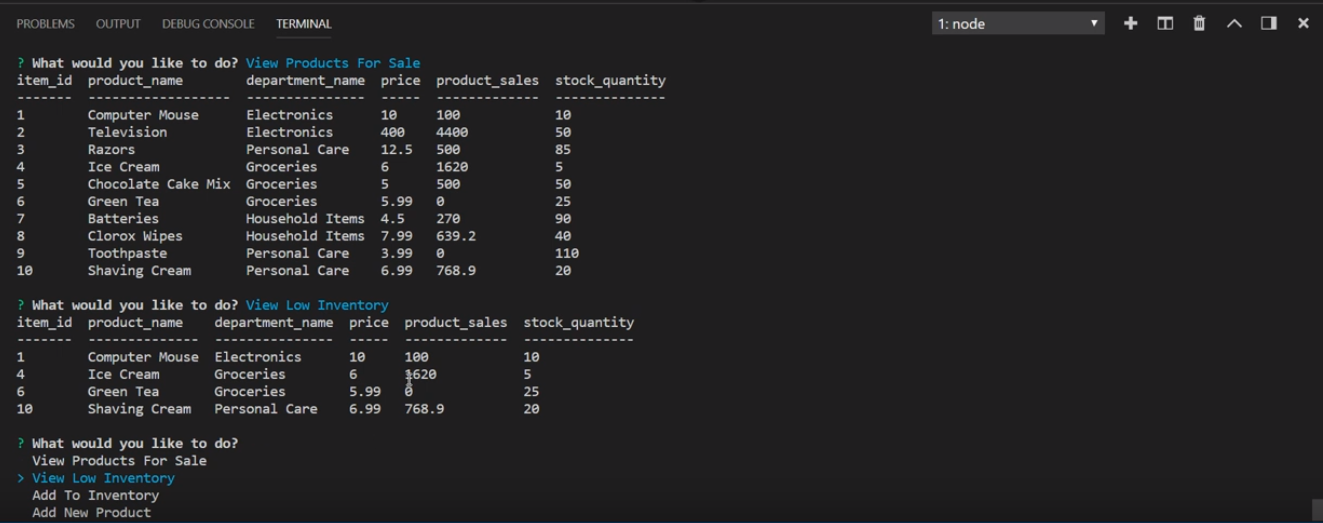 PROBLEMS OUTPUT DEBUG CONSOLE TERMINAL 1: node
? What would you like to do? View Products For Sale
item_id product_name department_name price product_sales stock_quantity
------- ------------------ --------------- ----- ------------- --------------
1 Computer Mouse Electronics 10 100 10
2 Television Electronics 400 4400 50
3 Razors Personal Care 12.5 500 85
4 Ice Cream Groceries 6 1620 5
5 Chocolate Cake Mix Groceries 5 500 50
6 Green Tea Groceries 5.99 0 25
7 Batteries Household Items 4.5 270 90
8 Clorox Wipes Household Items 7.99 639.2 40
9 Toothpaste Personal Care 3.99 0 110
10 Shaving Cream Personal Care 6.99 768.9 20
? What would you like to do? View Low Inventory
item_id product_name department_name price product_sales stock_quantity
------- -------------- --------------- ----- ------------- --------------
1 Computer Mouse Electronics 10 100 10
4 Ice Cream Groceries 6 1620 5
6 Green Tea Groceries 5.99 0 25
10 Shaving Cream Personal Care 6.99 768.9 20
? What would you like to do?
View Products For Sale
> View Low Inventory
Add To Inventory
Add New Product